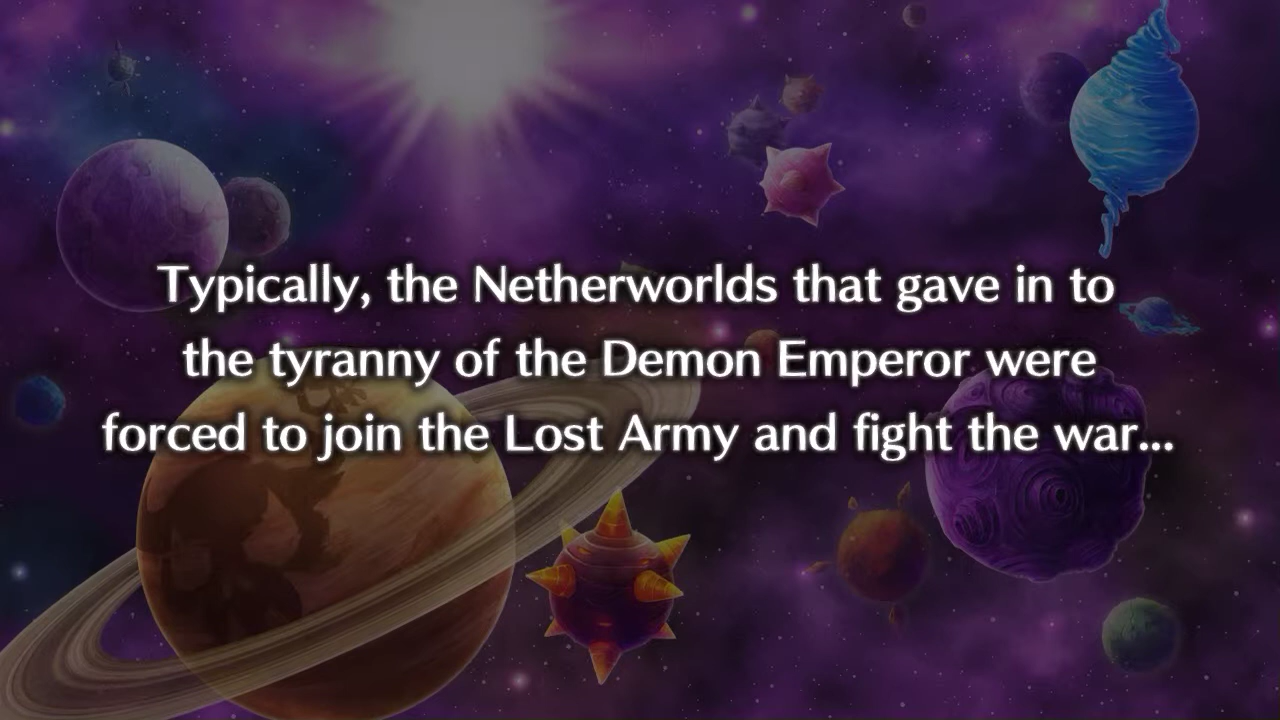 Typically, the Netherworlds that gave in to
the tyranny of the Demon Emperor were
forced to join the Lost Army and fight the war...